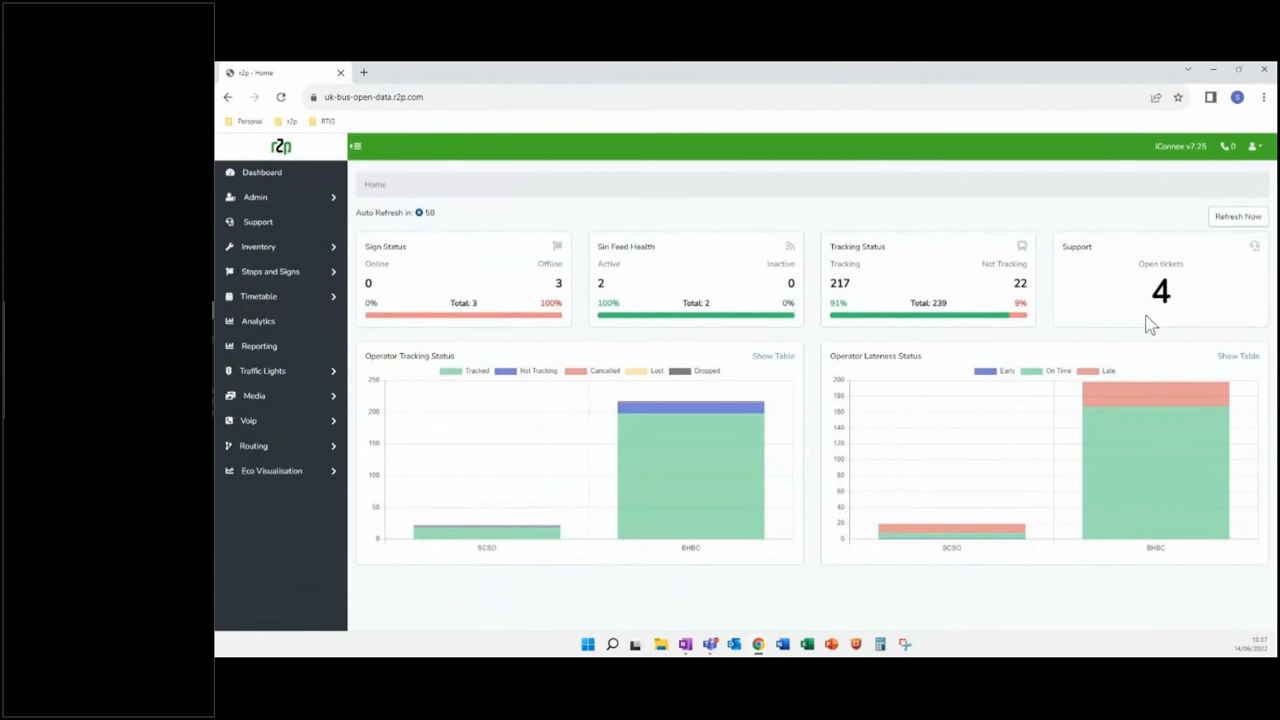 r2p - Home
uk-bus-open-data.r2p.com
S
Personal r2p RTIG
r2p
iConnex v7.25 0
Dashboard
Admin
Support
Inventory
Stops and Signs
Timetable
Analytics
Reporting
Traffic Lights
Media
Voip
Routing
Eco Visualisation
Home
Auto Refresh in: 58
Refresh Now
Sign Status
Online Offline
0 3
0% Total: 3 100%
Siri Feed Health
Active Inactive
2 0
100% Total: 2 0%
Tracking Status
Tracking Not Tracking
217 22
91% Total: 239 9%
Support
Open tickets
4
Operator Tracking Status Show Table
Tracked Not Tracking Cancelled Lost Dropped
250
200
150
100
50
0
SCSO BHBC
Operator Lateness Status Show Table
Early On Time Late
200
180
160
140
120
100
80
60
40
20
0
SCSO BHBC
13:37
14/06/2022